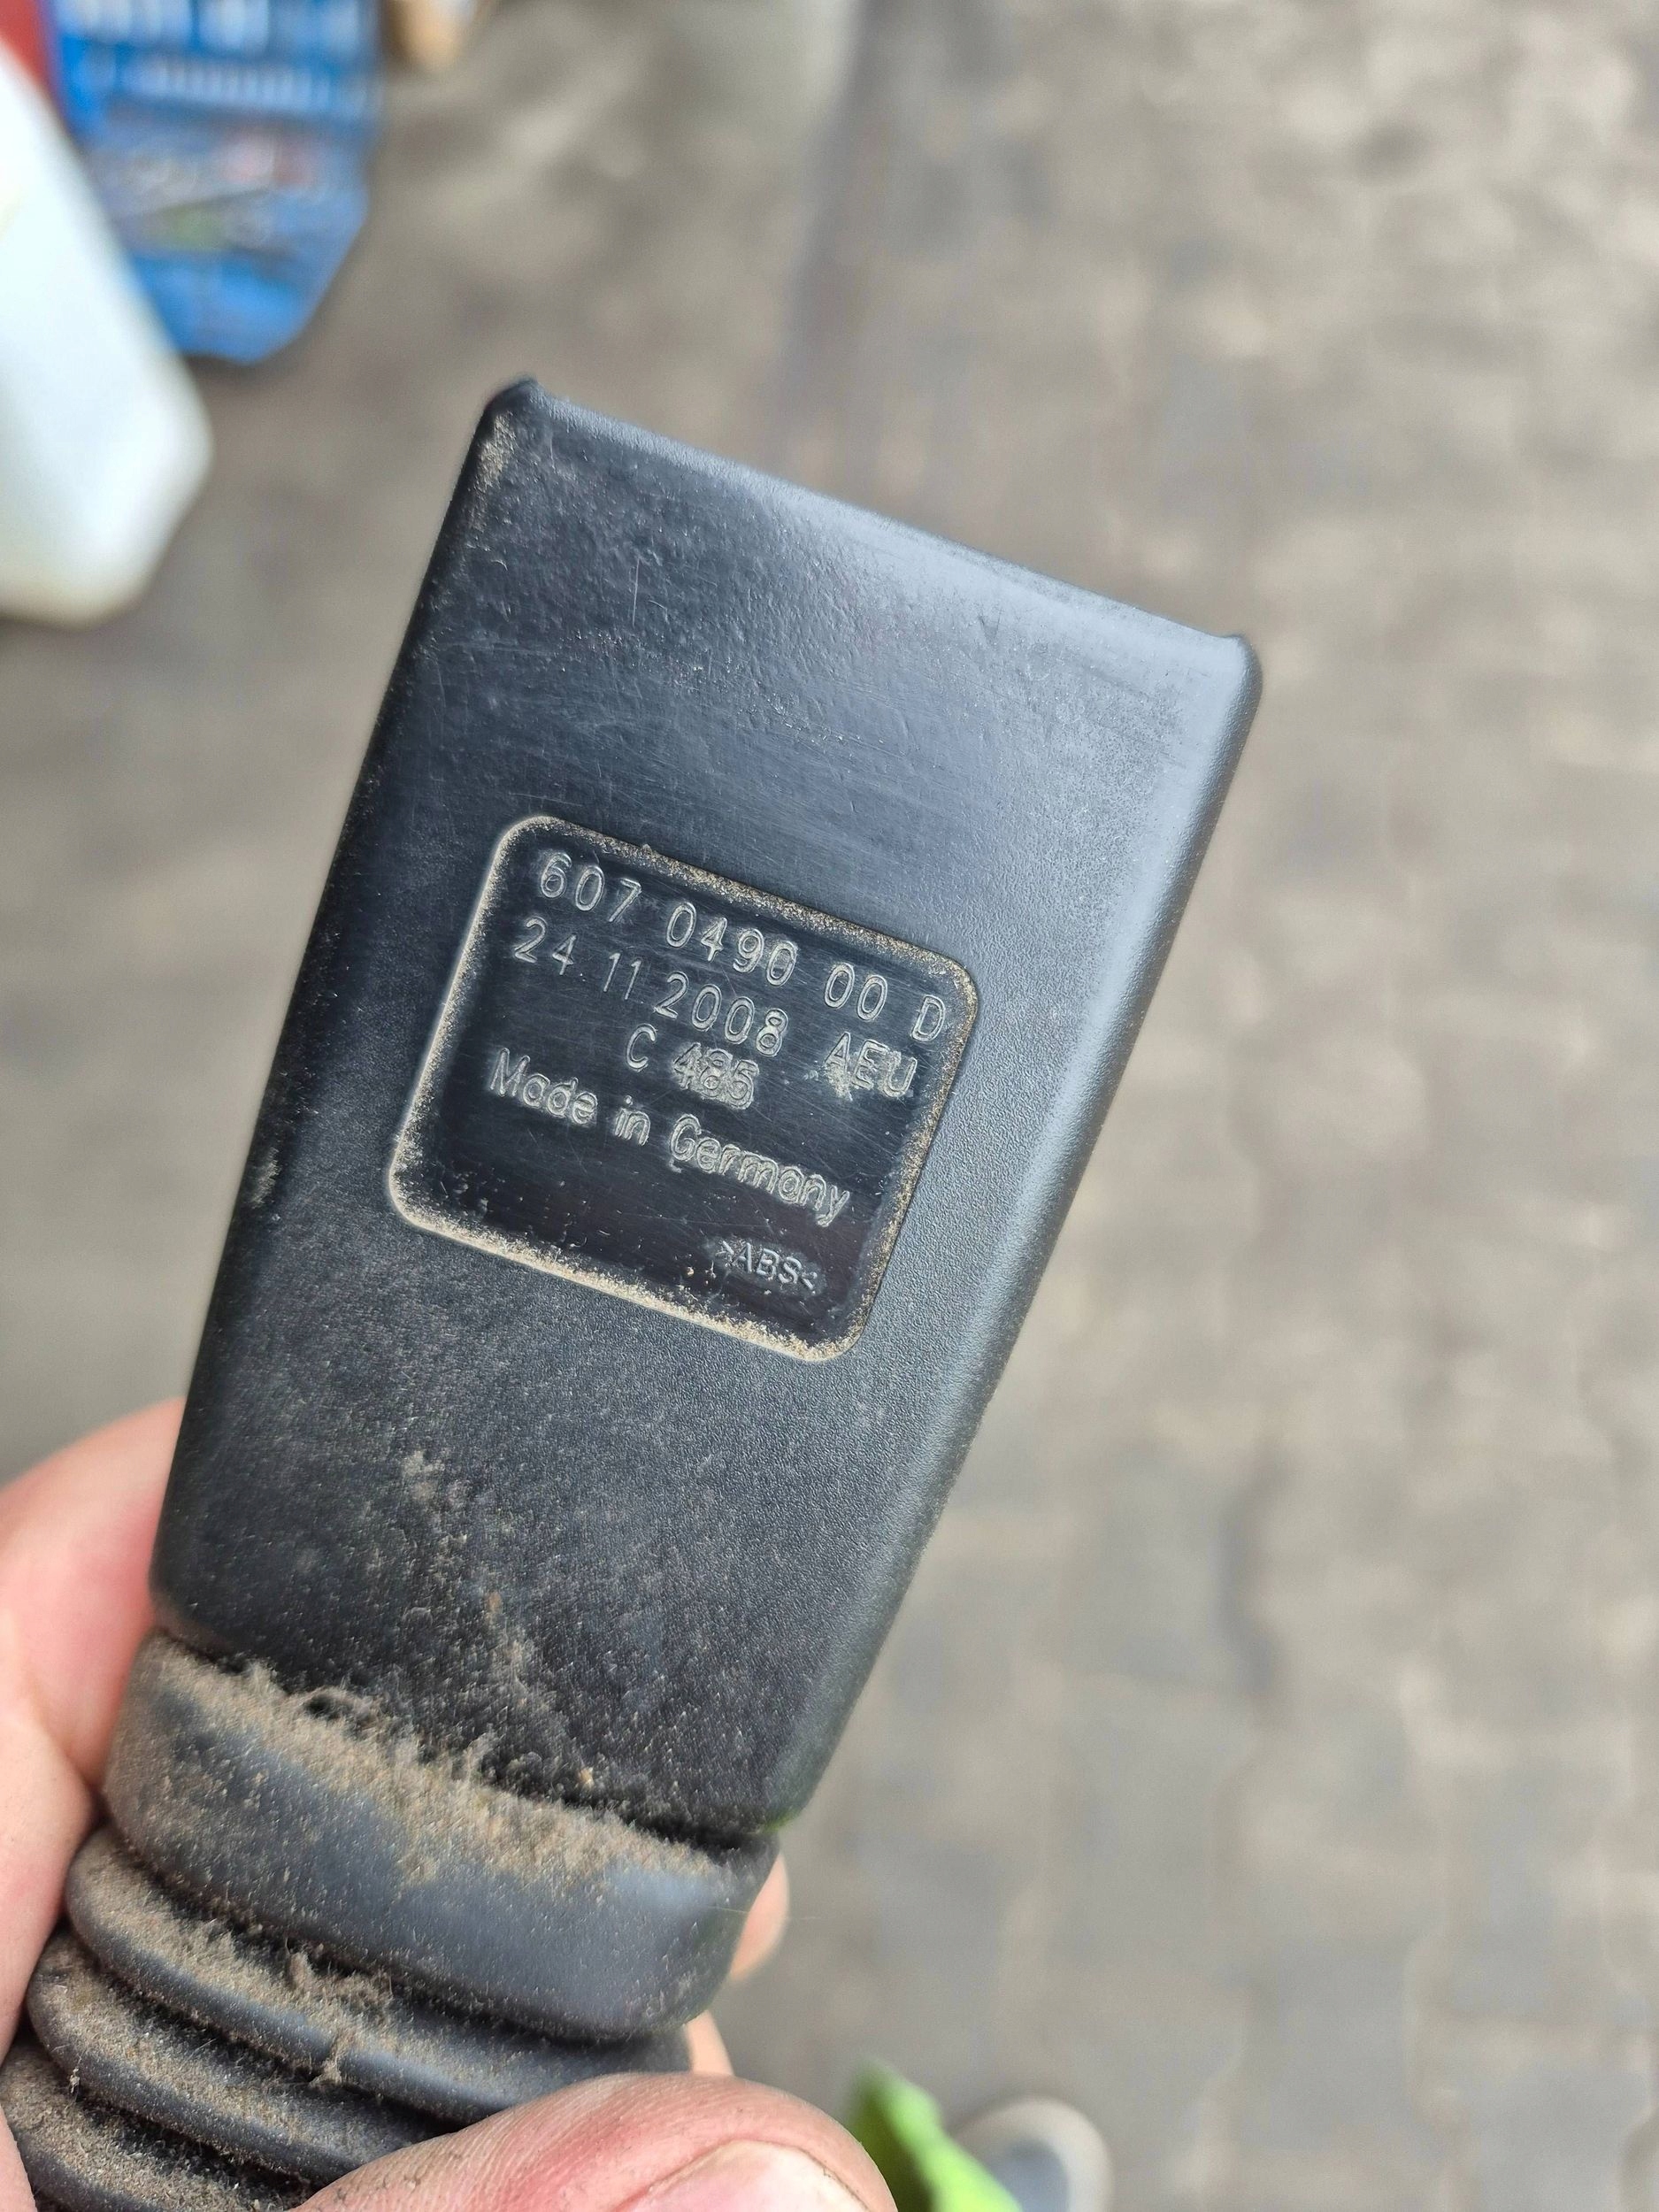 607 0490 00 D
24.11 2008 AEU
C 485
Made in Germany
>ABS<